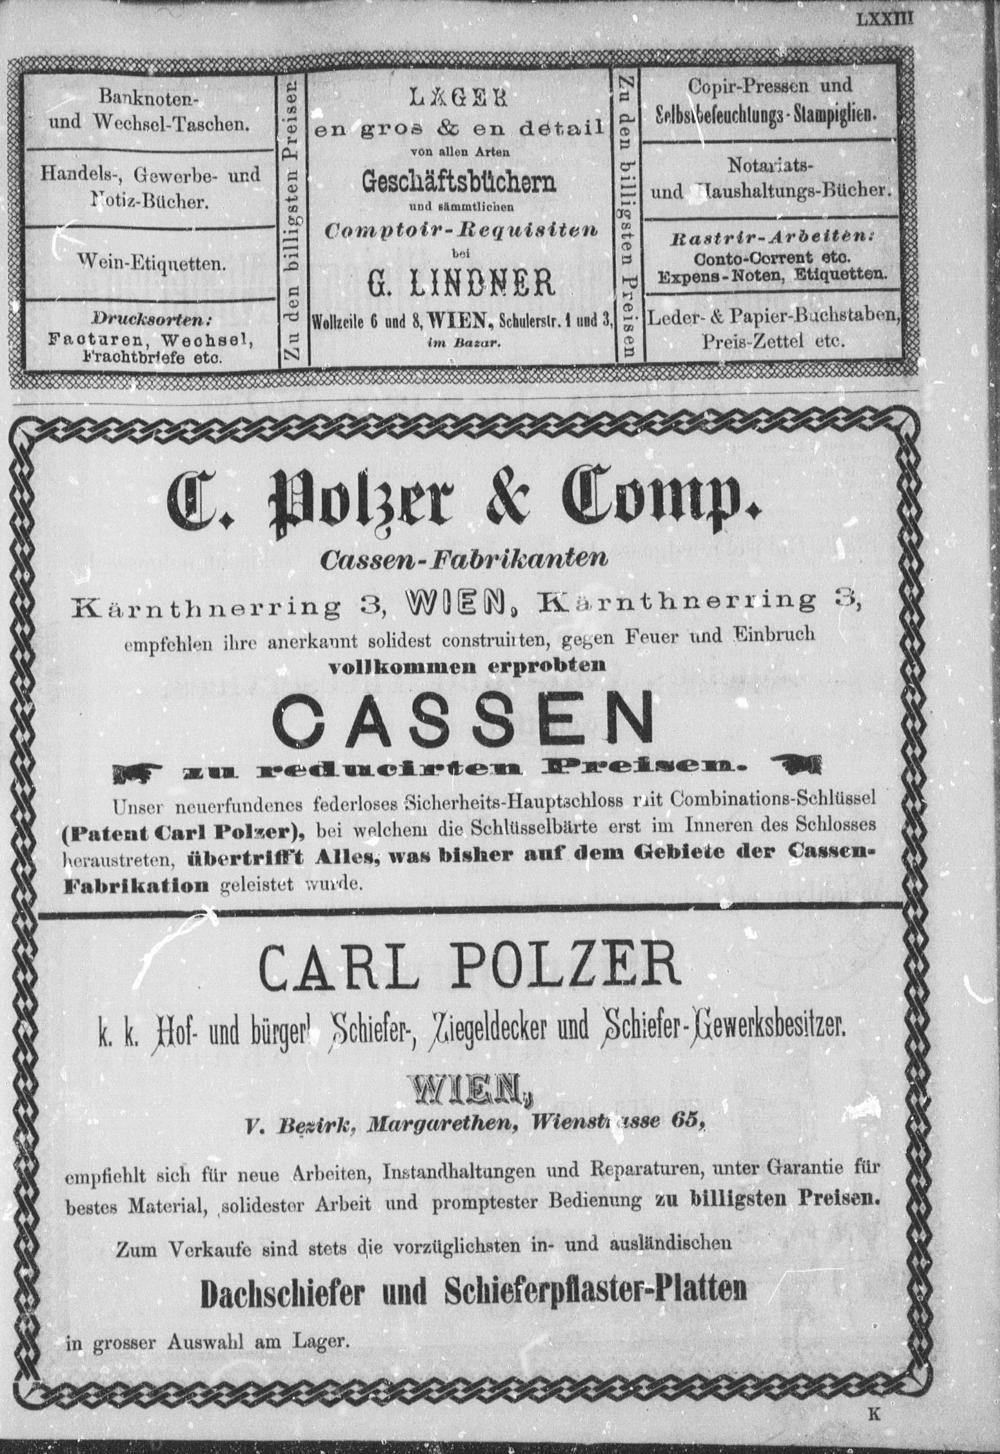 LXXIII
Banknoten-
und Wechsel-Taschen.
Handels-, Gewerbe- und
Notiz-Bücher.
Wein-Etiquetten.
Drucksorten:
Facturen, Wechsel,
Frachtbriefe etc.
Zu den billigsten Preisen
LAGER
en gros & en détail
von allen Arten
Geschäftsbüchern
und sämmtlichen
Comptoir-Requisiten
bei
G. LINDNER
Wollzeile 6 und 8, WIEN, Schulerstr. 1 und 3,
im Bazar.
Zu den billigsten Preisen
Copir-Pressen und
Selbstbefeuchtungs-Stampiglien.
Notariats-
und Haushaltungs-Bücher.
Rastrir-Arbeiten:
Conto-Corrent etc.
Expens-Noten, Etiquetten.
Leder- & Papier-Buchstaben,
Preis-Zettel etc.
C. Polzer & Comp.
Cassen-Fabrikanten
Kärnthnerring 3, WIEN, Kärnthnerring 3,
empfehlen ihre anerkannt solidest construirten, gegen Feuer und Einbruch
vollkommen erprobten
CASSEN
zu reducirten Preisen.
Unser neuerfundenes federloses Sicherheits-Hauptschloss mit Combinations-Schlüssel
(Patent Carl Polzer), bei welchem die Schlüsselbärte erst im Inneren des Schlosses
heraustreten, übertrifft Alles, was bisher auf dem Gebiete der Cassen-
Fabrikation geleistet wurde.
CARL POLZER
k. k. Hof- und bürgerl Schiefer-, Ziegeldecker und Schiefer-Gewerksbesitzer.
WIEN,
V. Bezirk, Margarethen, Wienstrasse 65,
empfiehlt sich für neue Arbeiten, Instandhaltungen und Reparaturen, unter Garantie für
bestes Material, solidester Arbeit und promptester Bedienung zu billigsten Preisen.
Zum Verkaufe sind stets die vorzüglichsten in- und ausländischen
Dachschiefer und Schieferpflaster-Platten
in grosser Auswahl am Lager.
K